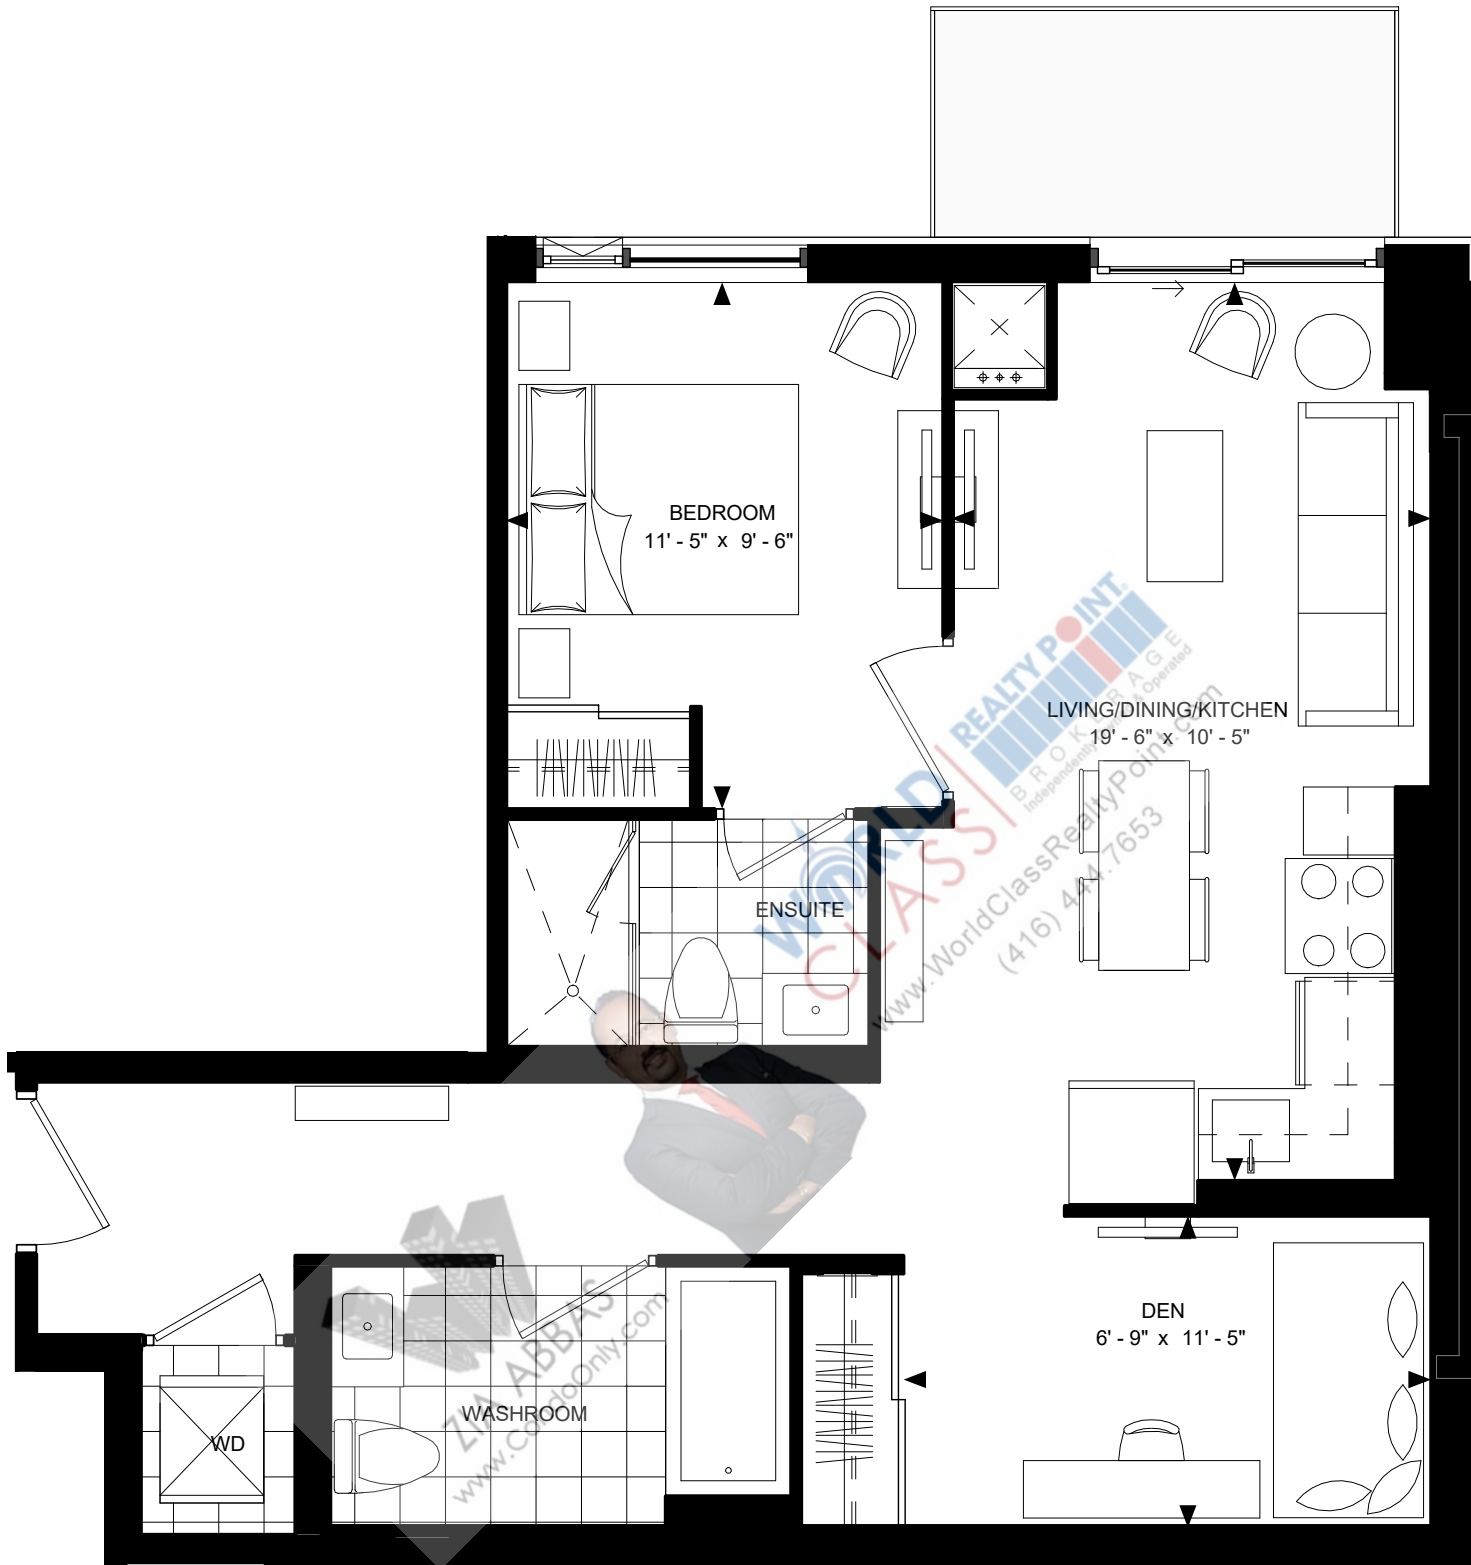 BEDROOM
11' - 5" x 9' - 6"
LIVING/DINING/KITCHEN
19' - 6" x 10' - 5"
REALTY POINT
WORLD
CLASS
BROKERAGE
Independently Owned & Operated
www.WorldClassRealtyPoint.com
(416) 444.7653
ENSUITE
DEN
6' - 9" x 11' - 5"
ZIA ABBAS
www.CondoOnly.com
WASHROOM
WD